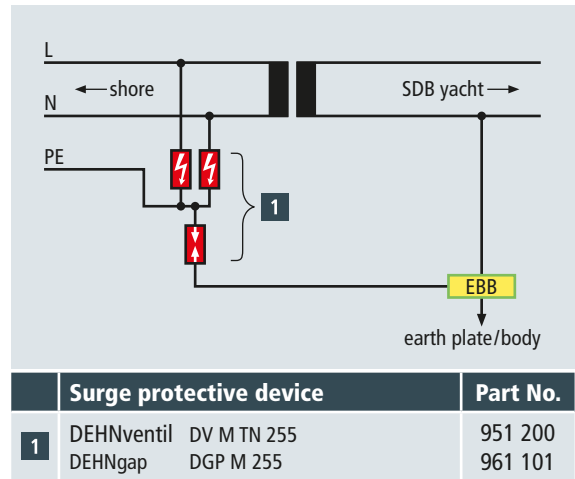 L
shore
SDB yacht
N
PE
1
EBB
earth plate/body
Surge protective device Part No.
1 DEHNventil DV M TN 255 951 200
DEHNgap DGP M 255 961 101